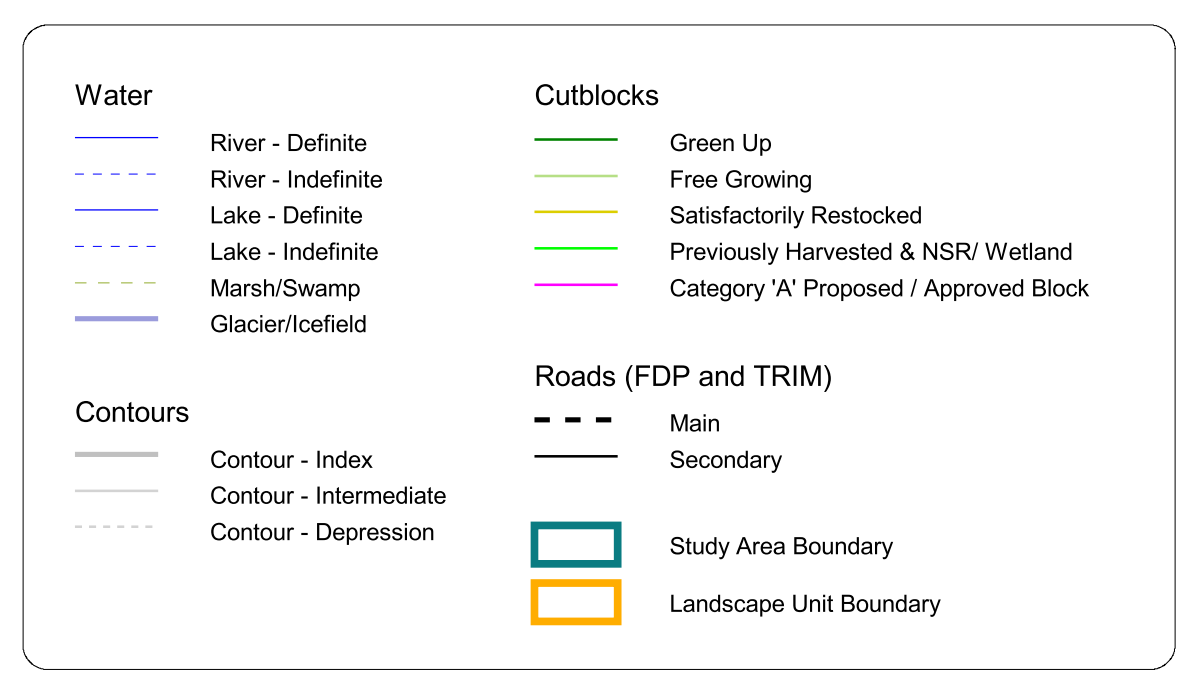 Water
River - Definite
River - Indefinite
Lake - Definite
Lake - Indefinite
Marsh/Swamp
Glacier/Icefield
Contours
Contour - Index
Contour - Intermediate
Contour - Depression
Cutblocks
Green Up
Free Growing
Satisfactorily Restocked
Previously Harvested & NSR/ Wetland
Category 'A' Proposed / Approved Block
Roads (FDP and TRIM)
Main
Secondary
Study Area Boundary
Landscape Unit Boundary